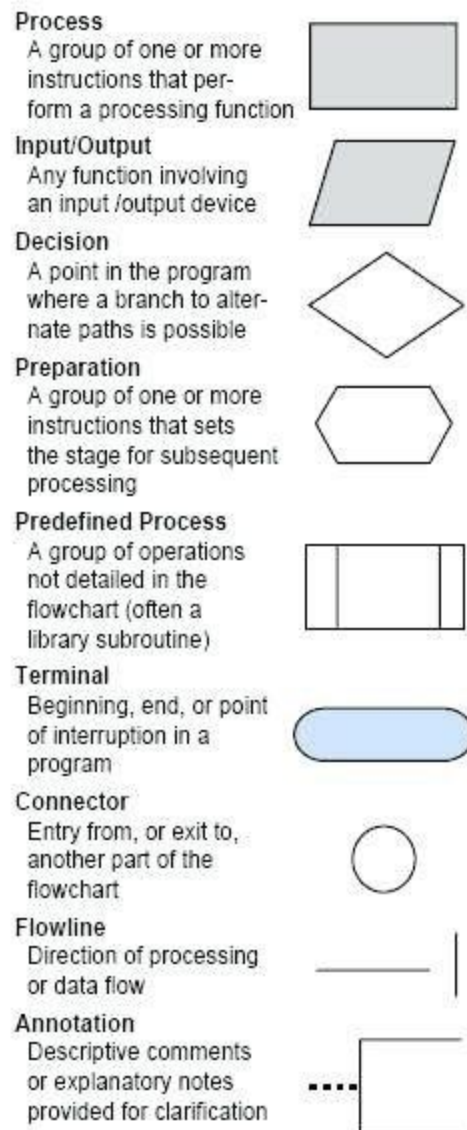 Process
A group of one or more
instructions that per-
form a processing function
Input/Output
Any function involving
an input /output device
Decision
A point in the program
where a branch to alter-
nate paths is possible
Preparation
A group of one or more
instructions that sets
the stage for subsequent
processing
Predefined Process
A group of operations
not detailed in the
flowchart (often a
library subroutine)
Terminal
Beginning, end, or point
of interruption in a
program
Connector
Entry from, or exit to,
another part of the
flowchart
Flowline
Direction of processing
or data flow
Annotation
Descriptive comments
or explanatory notes
provided for clarification